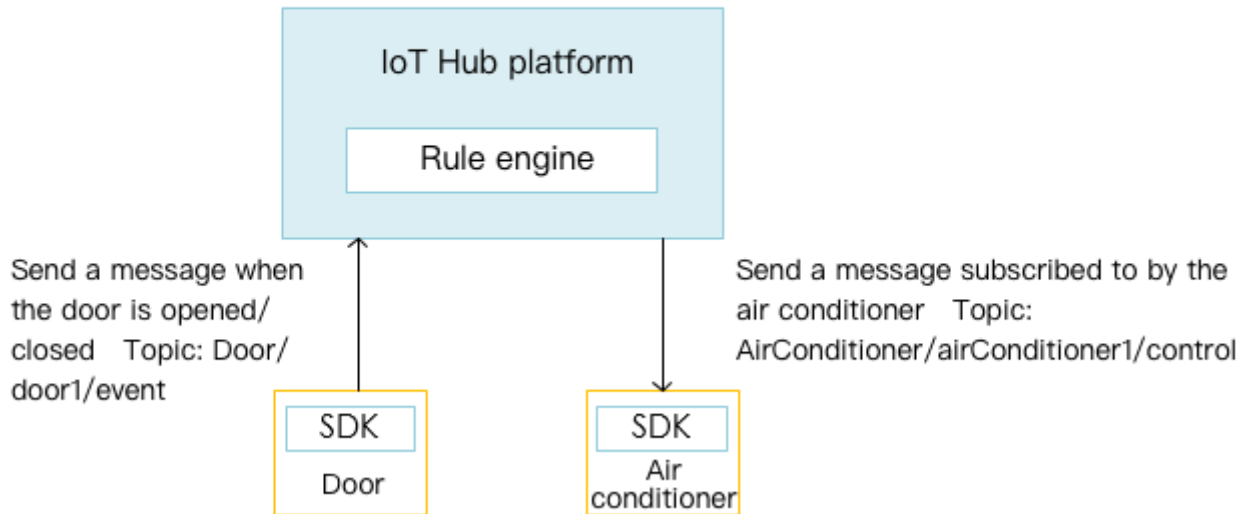 IoT Hub platform
Rule engine
Send a message when
the door is opened/
closed Topic: Door/
door1/event
Send a message subscribed to by the
air conditioner Topic:
AirConditioner/airConditioner1/control
SDK
Door
SDK
Air
conditioner